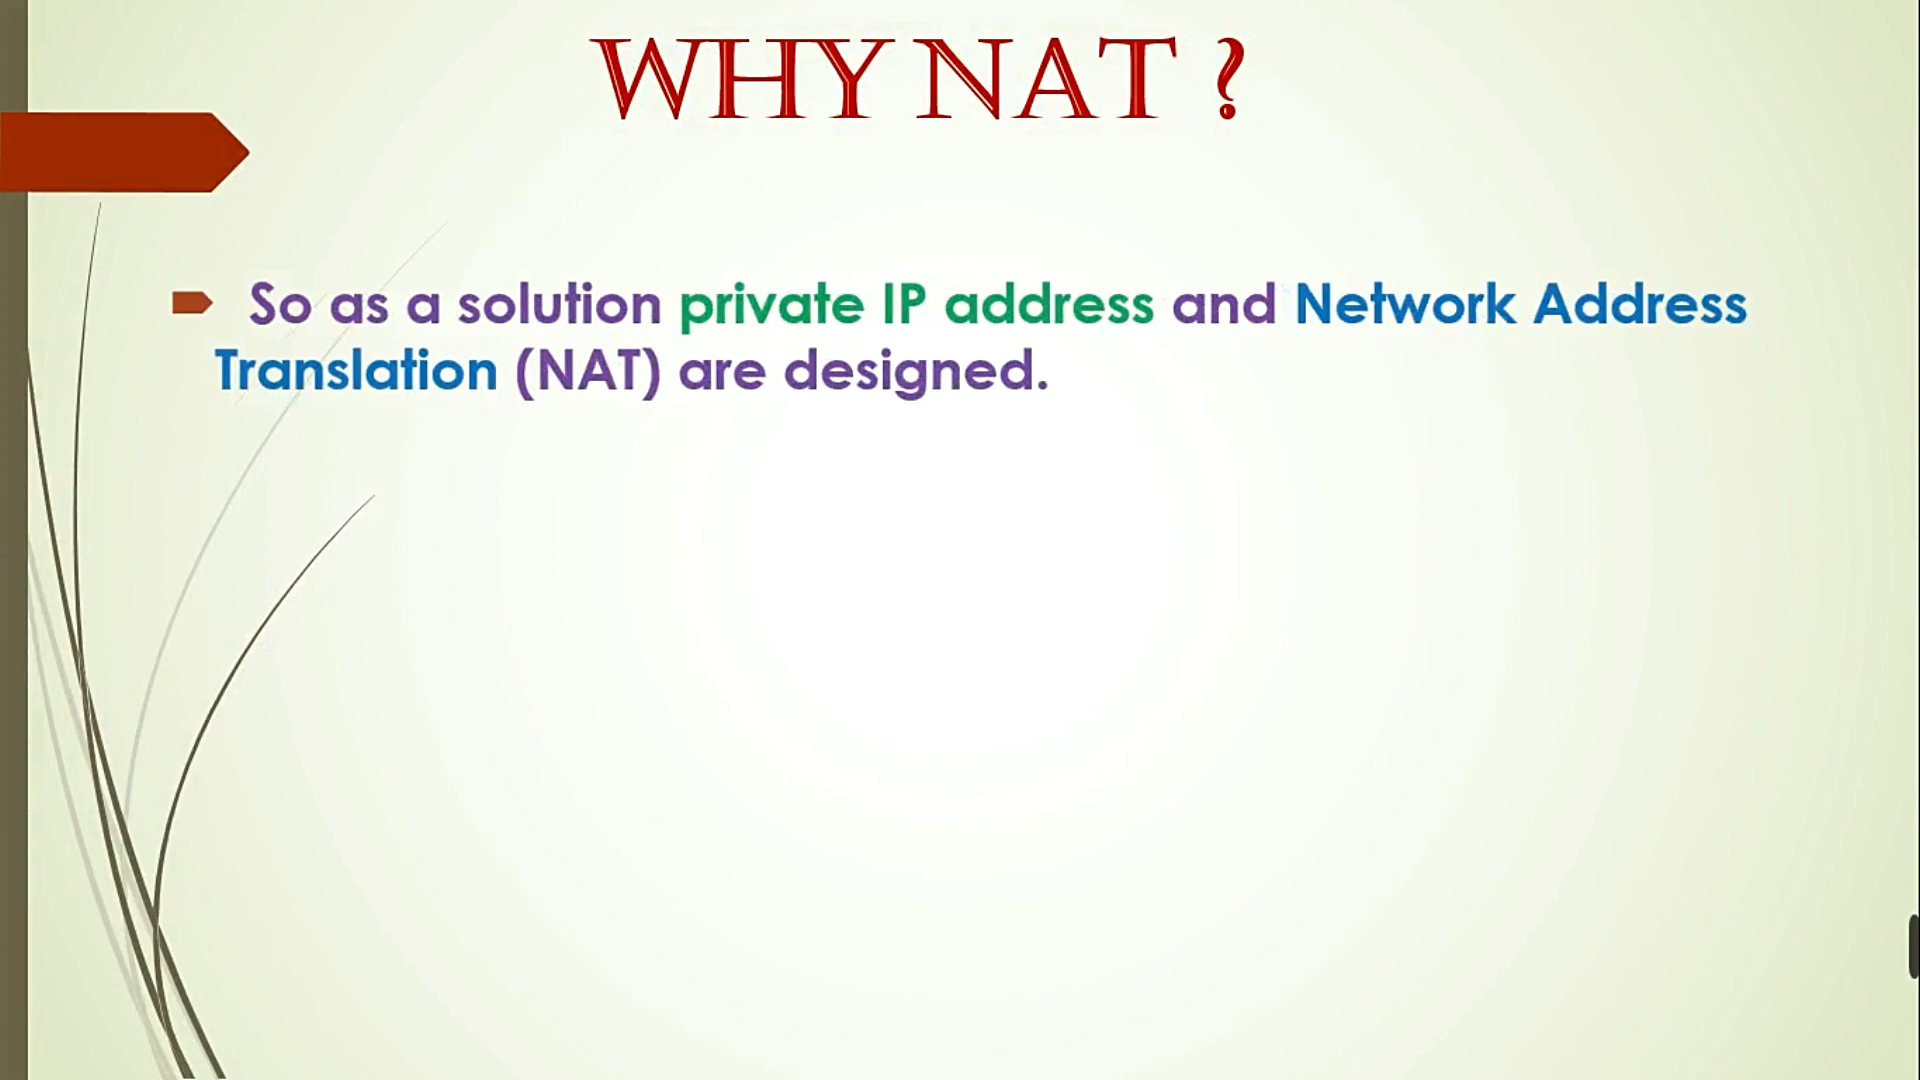 WHY NAT ?
So as a solution private IP address and Network Address
Translation (NAT) are designed.